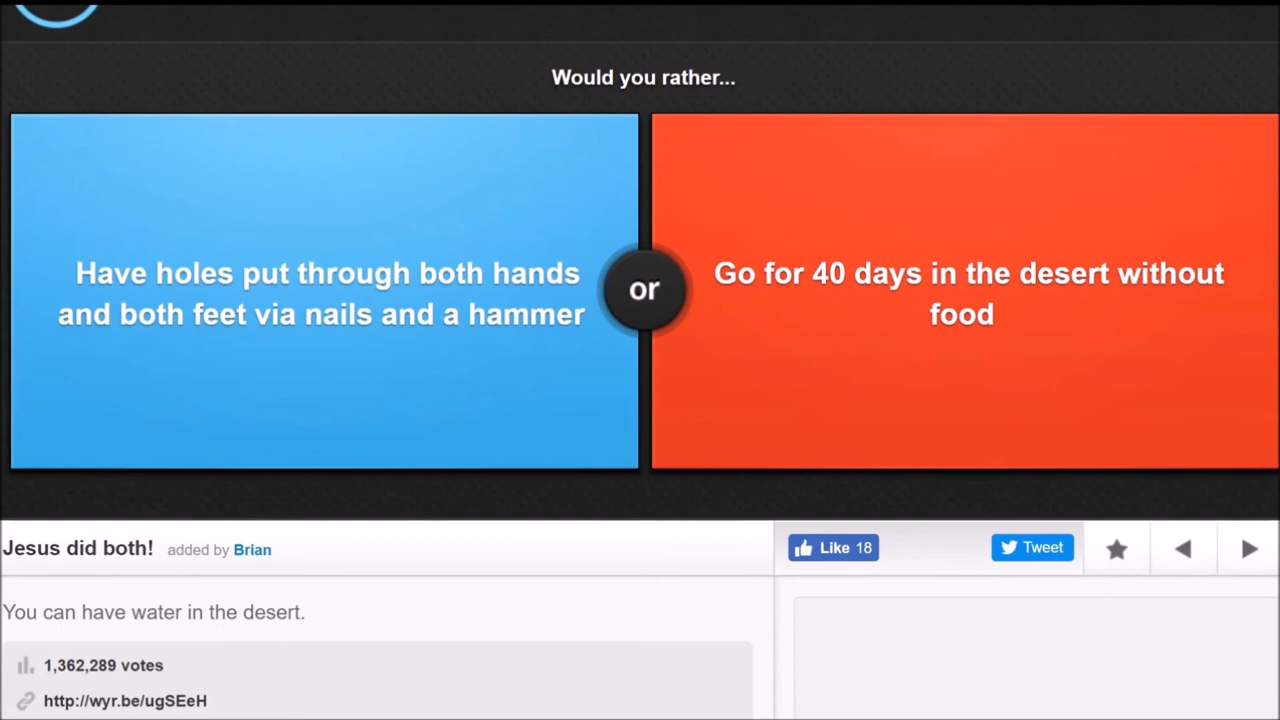 Would you rather...
Have holes put through both hands
and both feet via nails and a hammer
or
Go for 40 days in the desert without
food
Jesus did both! added by Brian
Like 18
Tweet
You can have water in the desert.
1,362,289 votes
http://wyr.be/ugSEeH